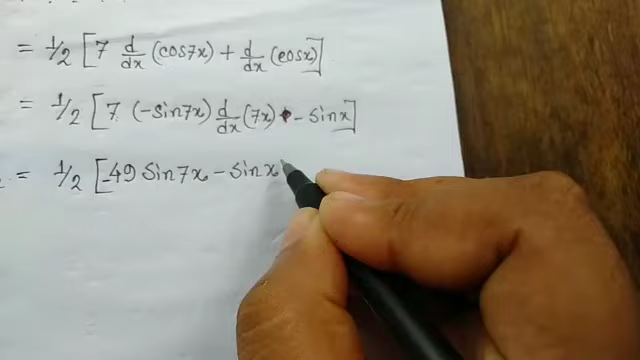 = 1/2 [7 d/dx (cos7x) + d/dx (cosx)]
= 1/2 [7 (-sin7x) d/dx (7x) - sinx]
= 1/2 [-49 sin7x - sinx